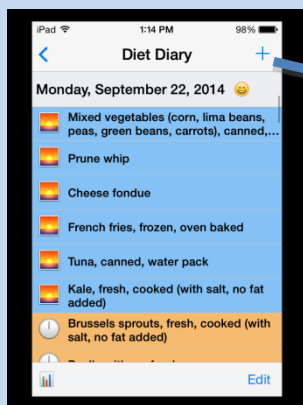 iPad 1:14 PM 98%
Diet Diary
Monday, September 22, 2014
Mixed vegetables (corn, lima beans,
peas, green beans, carrots), canned,...
Prune whip
Cheese fondue
French fries, frozen, oven baked
Tuna, canned, water pack
Kale, fresh, cooked (with salt, no fat
added)
Brussels sprouts, fresh, cooked (with
salt, no fat added)
Edit